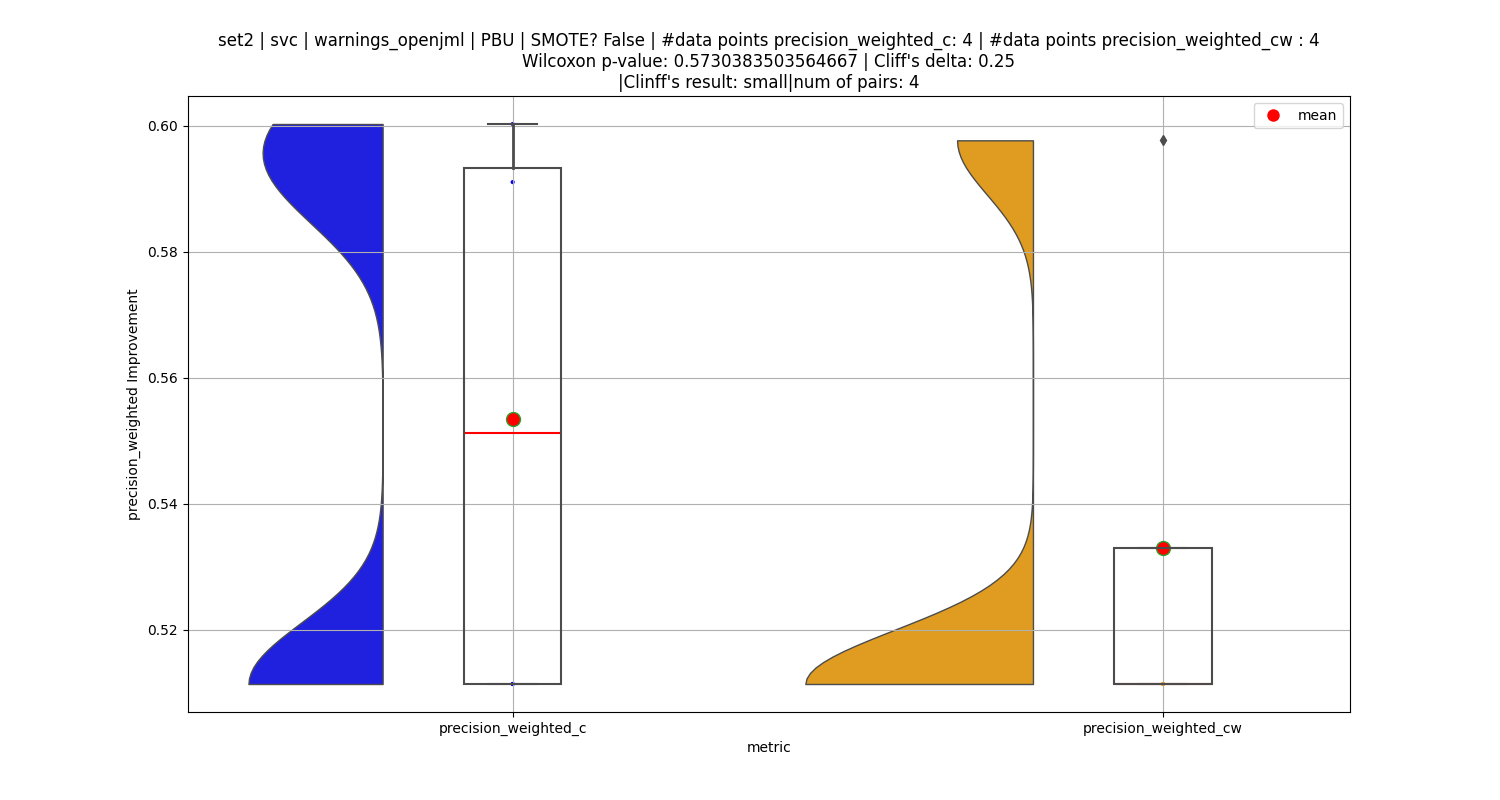 set2 | svc | warnings_openjml | PBU | SMOTE? False | #data points precision_weighted_c: 4 | #data points precision_weighted_cw : 4
Wilcoxon p-value: 0.5730383503564667 | Cliff's delta: 0.25
|Clinff's result: small|num of pairs: 4
mean
0.60
0.58
0.56
0.54
0.52
precision_weighted Improvement
precision_weighted_c
precision_weighted_cw
metric